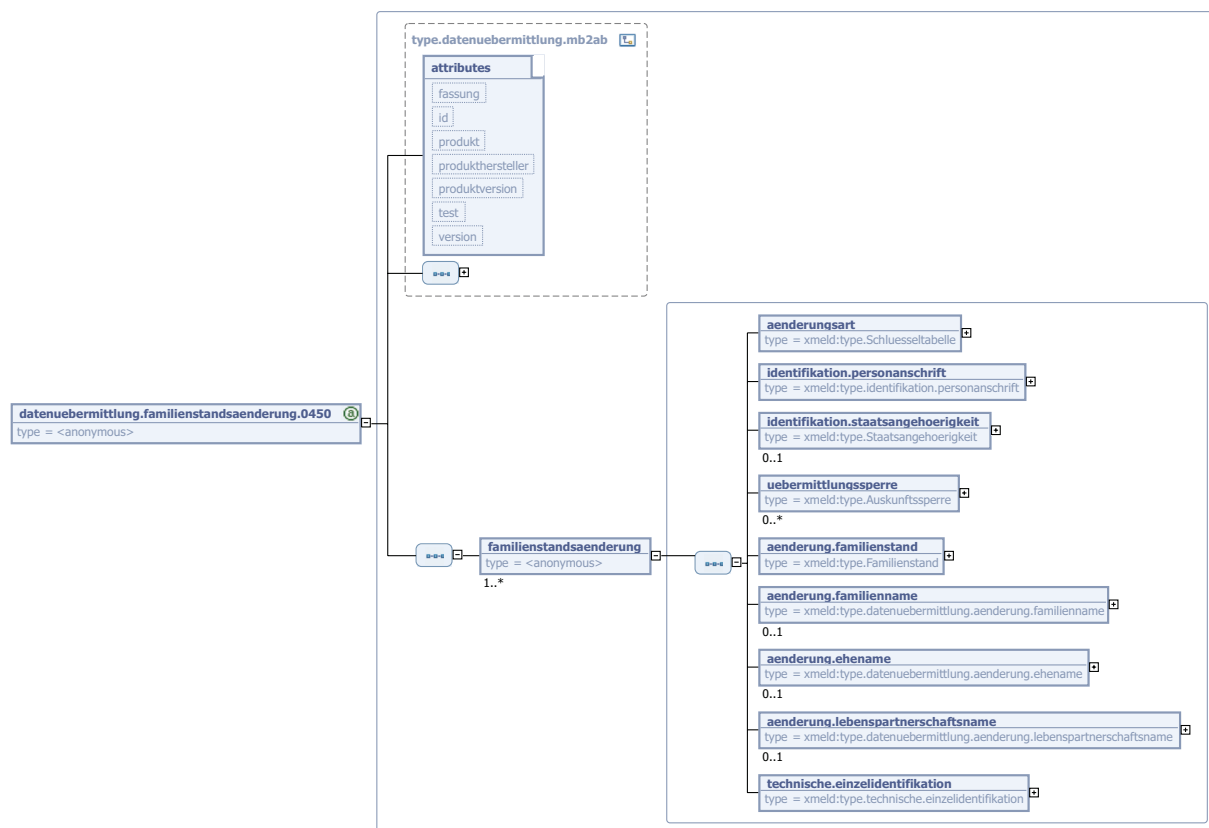 type.datenuebermittlung.mb2ab
attributes
fassung
id
produkt
produkthersteller
produktversion
test
version
datenuebermittlung.familienstandsaenderung.0450 a
type = <anonymous>
familienstandsaenderung
type = <anonymous>
1..*
aenderungsart
type = xmeld:type.Schluesseltabelle
identifikation.personanschrift
type = xmeld:type.identifikation.personanschrift
identifikation.staatsangehoerigkeit
type = xmeld:type.Staatsangehoerigkeit
0..1
uebermittlungssperre
type = xmeld:type.Auskunftssperre
0..*
aenderung.familienstand
type = xmeld:type.Familienstand
aenderung.familienname
type = xmeld:type.datenuebermittlung.aenderung.familienname
0..1
aenderung.ehename
type = xmeld:type.datenuebermittlung.aenderung.ehename
0..1
aenderung.lebenspartnerschaftsname
type = xmeld:type.datenuebermittlung.aenderung.lebenspartnerschaftsname
0..1
technische.einzelidentifikation
type = xmeld:type.technische.einzelidentifikation